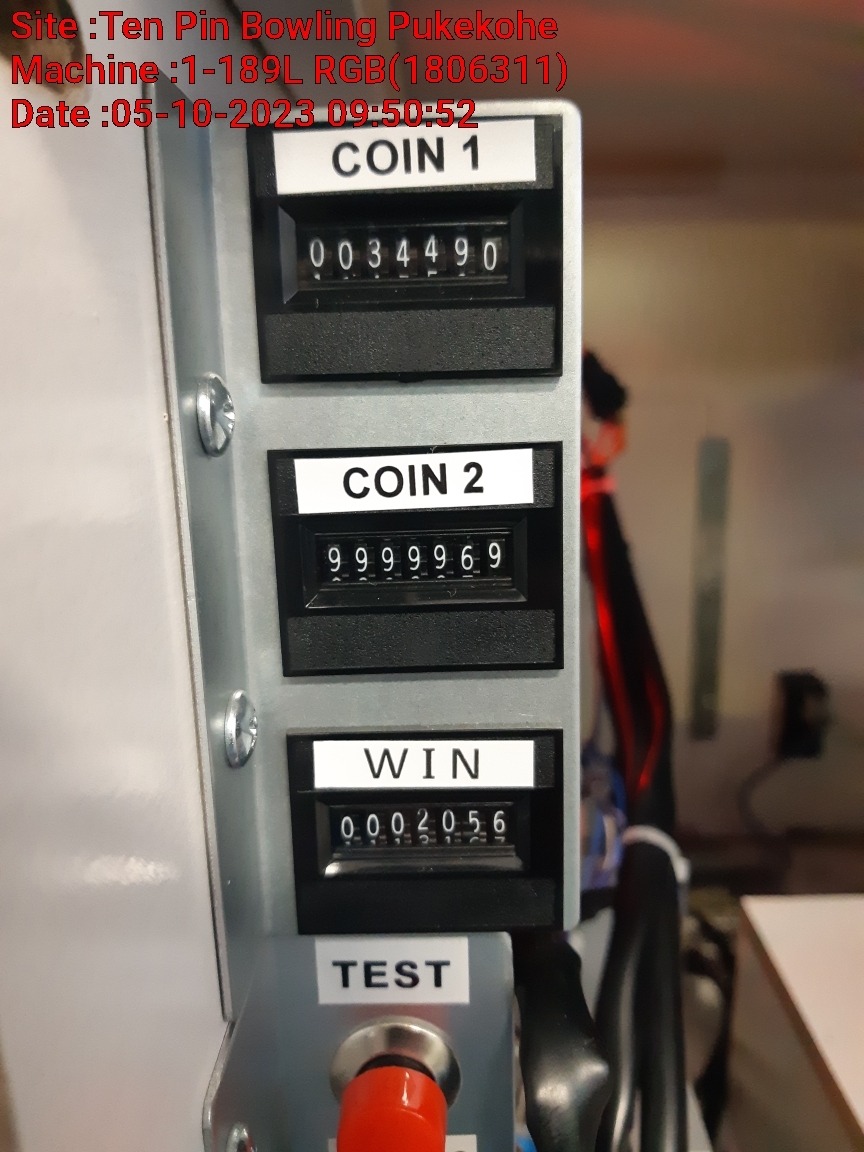 Site :Ten Pin Bowling Pukekohe
Machine :1-189L RGB(1806311)
Date :05-10-2023 09:50:52
COIN 1
0034490
COIN 2
9999969
WIN
0002056
TEST